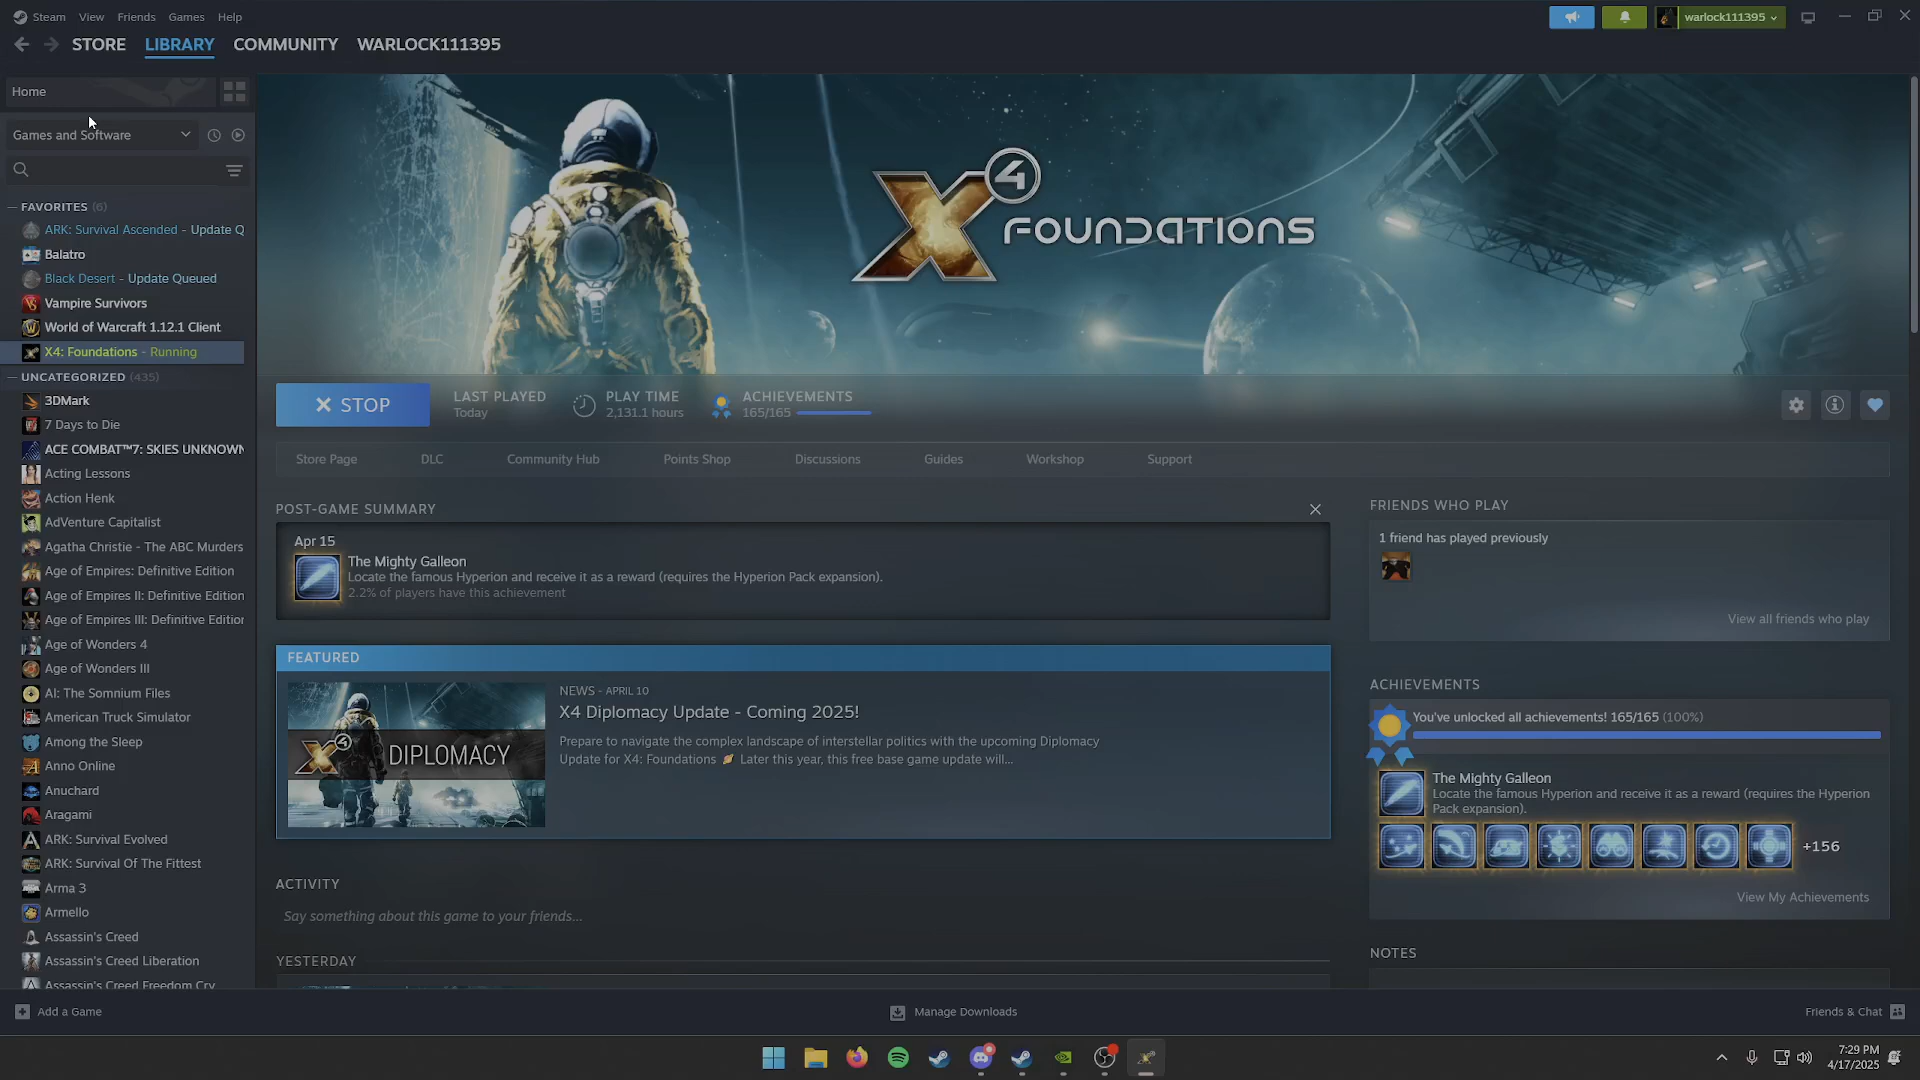 Steam View Friends Games Help
warlock111395
STORE LIBRARY COMMUNITY WARLOCK111395
Home
Games and Software
FAVORITES (6)
ARK: Survival Ascended - Update Q
Balatro
Black Desert - Update Queued
Vampire Survivors
World of Warcraft 1.12.1 Client
X4: Foundations - Running
UNCATEGORIZED (435)
3DMark
7 Days to Die
ACE COMBAT™7: SKIES UNKNOWN
Acting Lessons
Action Henk
AdVenture Capitalist
Agatha Christie - The ABC Murders
Age of Empires: Definitive Edition
Age of Empires II: Definitive Edition
Age of Empires III: Definitive Edition
Age of Wonders 4
Age of Wonders III
AI: The Somnium Files
American Truck Simulator
Among the Sleep
Anno Online
Anuchard
Aragami
ARK: Survival Evolved
ARK: Survival Of The Fittest
Arma 3
Armello
Assassin's Creed
Assassin's Creed Liberation
Assassin's Creed Freedom Cry
Add a Game
X4 FOUNDATIONS
STOP
LAST PLAYED
Today
PLAY TIME
2,131.1 hours
ACHIEVEMENTS
165/165
Store Page DLC Community Hub Points Shop Discussions Guides Workshop Support
POST-GAME SUMMARY
Apr 15
The Mighty Galleon
Locate the famous Hyperion and receive it as a reward (requires the Hyperion Pack expansion).
2.2% of players have this achievement
FEATURED
X4 DIPLOMACY
NEWS - APRIL 10
X4 Diplomacy Update - Coming 2025!
Prepare to navigate the complex landscape of interstellar politics with the upcoming Diplomacy
Update for X4: Foundations 🪐 Later this year, this free base game update will...
ACTIVITY
Say something about this game to your friends...
YESTERDAY
FRIENDS WHO PLAY
1 friend has played previously
View all friends who play
ACHIEVEMENTS
You've unlocked all achievements! 165/165 (100%)
The Mighty Galleon
Locate the famous Hyperion and receive it as a reward (requires the Hyperion
Pack expansion).
+156
View My Achievements
NOTES
Manage Downloads
Friends & Chat
7:29 PM
4/17/2025